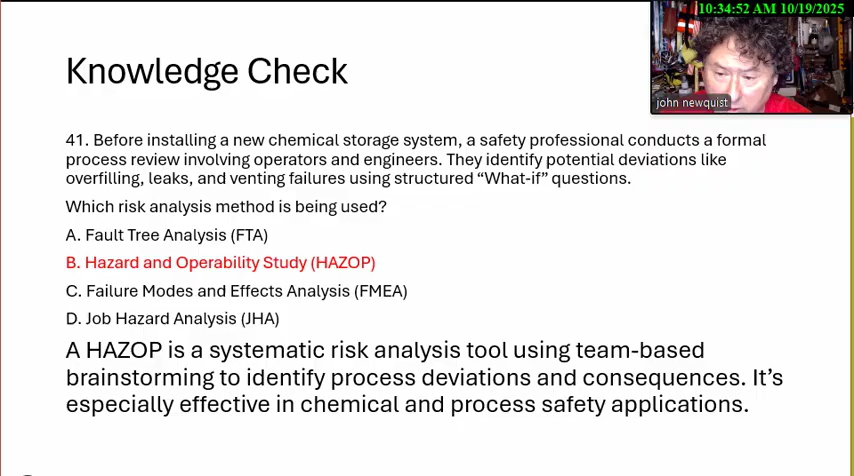 10:34:52 AM 10/19/2025
john newquist
Knowledge Check
41. Before installing a new chemical storage system, a safety professional conducts a formal
process review involving operators and engineers. They identify potential deviations like
overfilling, leaks, and venting failures using structured “What-if” questions.
Which risk analysis method is being used?
A. Fault Tree Analysis (FTA)
B. Hazard and Operability Study (HAZOP)
C. Failure Modes and Effects Analysis (FMEA)
D. Job Hazard Analysis (JHA)
A HAZOP is a systematic risk analysis tool using team-based
brainstorming to identify process deviations and consequences. It’s
especially effective in chemical and process safety applications.